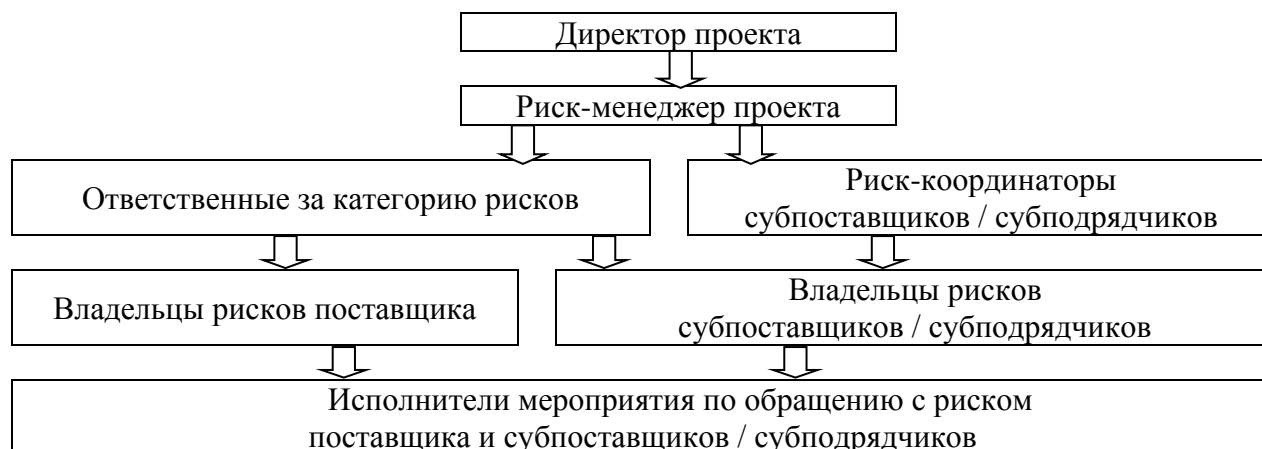 Директор проекта
Риск-менеджер проекта
Ответственные за категорию рисков
Риск-координаторы
субпоставщиков / субподрядчиков
Владельцы рисков поставщика
Владельцы рисков
субпоставщиков / субподрядчиков
Исполнители мероприятия по обращению с риском
поставщика и субпоставщиков / субподрядчиков